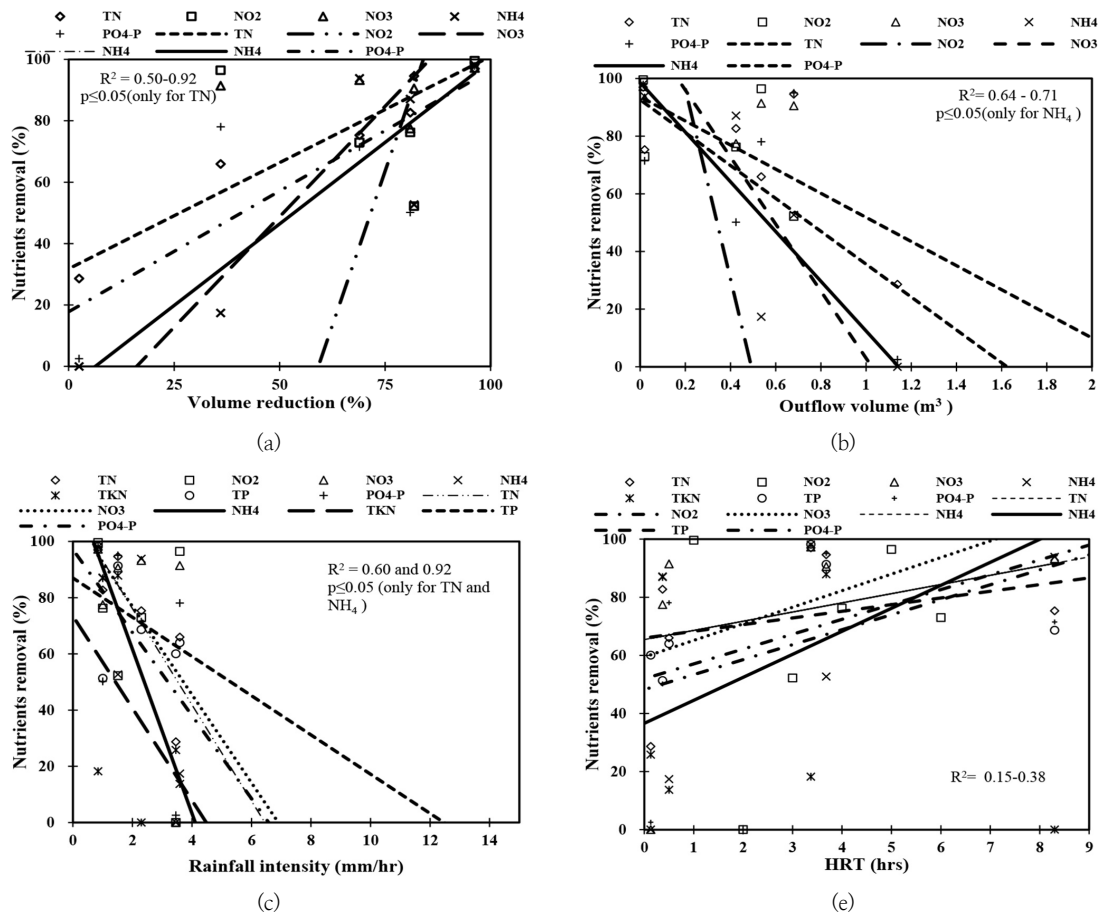 TN NO2 NO3 NH4
PO4-P TN NO2 NO3
NH4 NH4 PO4-P
100
80
60
40
20
0
Nutrients removal (%)
R2 = 0.50-0.92
p≤0.05(only for TN)
0 25 50 75 100
Volume reduction (%)
(a)
TN NO2 NO3 NH4
PO4-P TN NO2 NO3
NH4 PO4-P
100
80
60
40
20
0
Nutrients removal (%)
R2= 0.64 - 0.71
p≤0.05(only for NH4 )
0 0.2 0.4 0.6 0.8 1 1.2 1.4 1.6 1.8 2
Outflow volume (m3 )
(b)
TN NO2 NO3 NH4
TKN TP PO4-P TN
NO3 NH4 TKN TP
PO4-P
100
80
60
40
20
0
Nutrients removal (%)
R2 = 0.60 and 0.92
p≤0.05 (only for TN and
NH4 )
0 2 4 6 8 10 12 14
Rainfall intensity (mm/hr)
(c)
TN NO2 NO3 NH4
TKN TP PO4-P TN
NO2 NO3 NH4 NH4
TP PO4-P
100
80
60
40
20
0
Nutrients removal (%)
R2= 0.15-0.38
0 1 2 3 4 5 6 7 8 9
HRT (hrs)
(e)